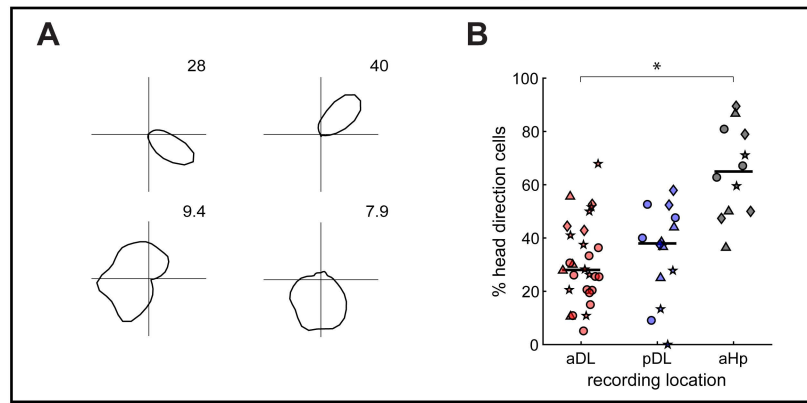 A
28
40
9.4
7.9
B
*
100
80
60
40
20
0
% head direction cells
aDL pDL aHp
recording location